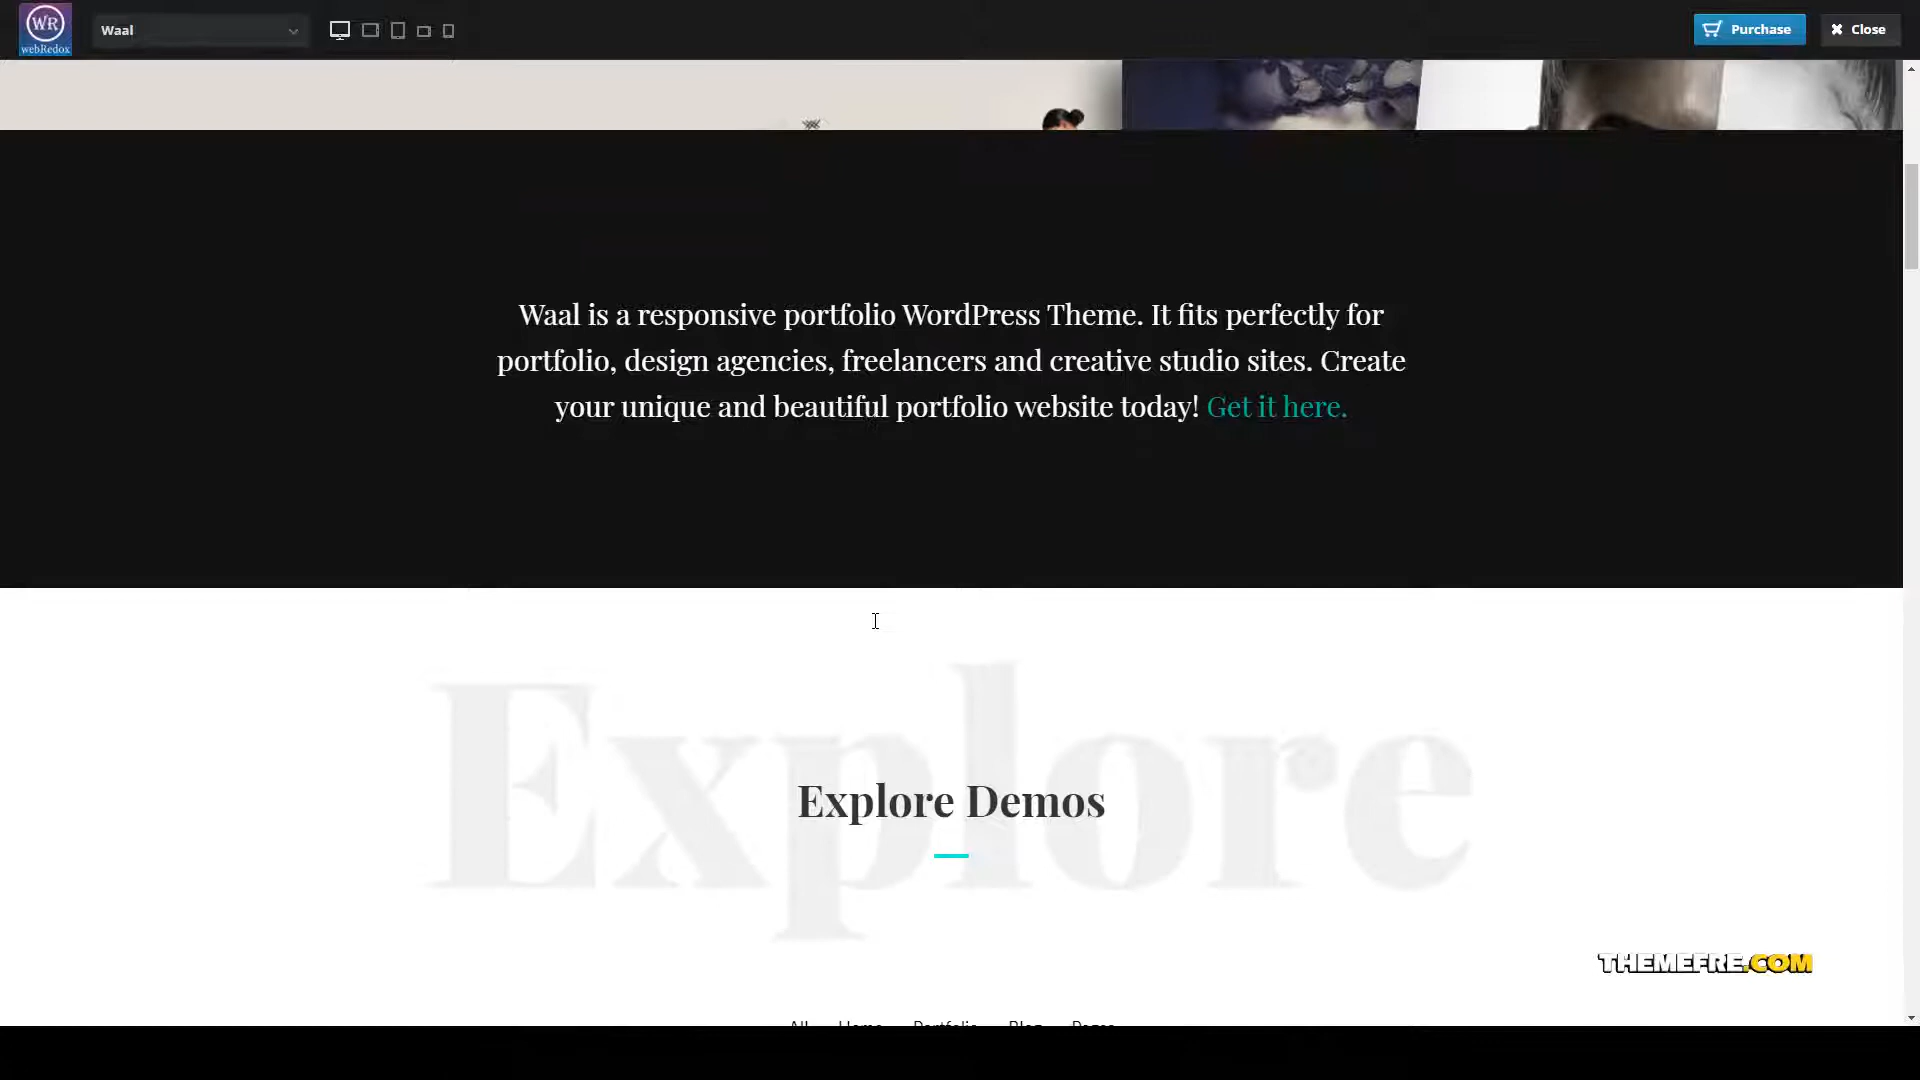 WR
webRedox
Waal
Purchase
Close
Waal is a responsive portfolio WordPress Theme. It fits perfectly for
portfolio, design agencies, freelancers and creative studio sites. Create
your unique and beautiful portfolio website today! Get it here.
Explore
Explore Demos
THEMEFRE.COM
All Home Portfolio Blog Pages